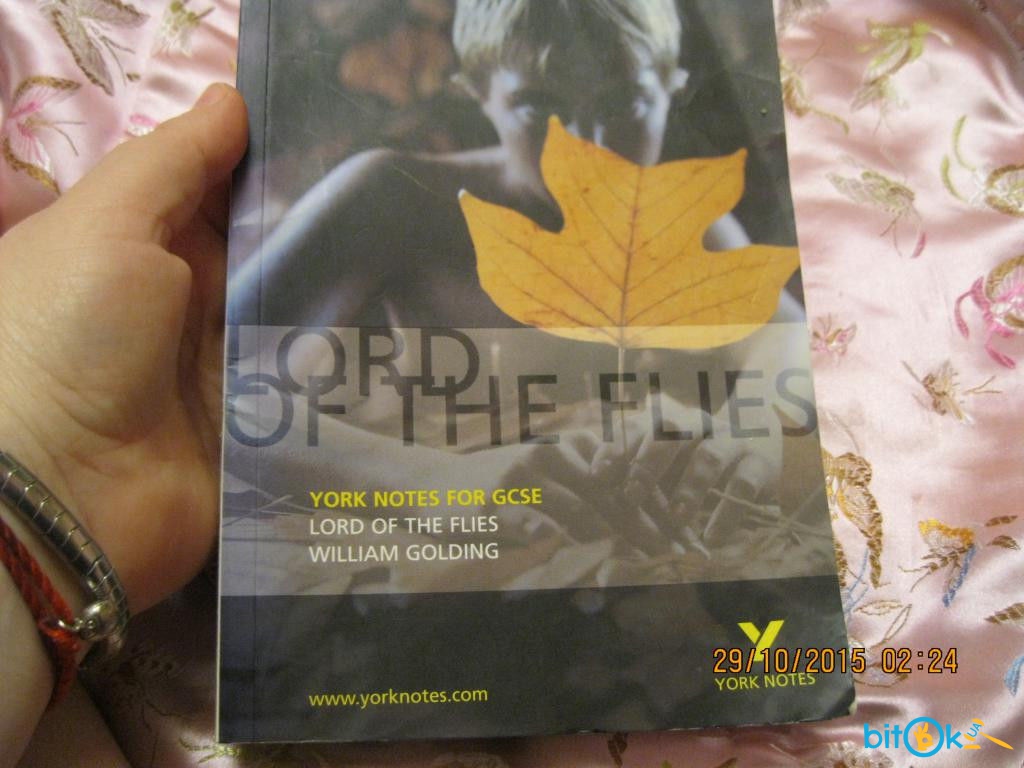 LORD
OF THE FLIES
YORK NOTES FOR GCSE
LORD OF THE FLIES
WILLIAM GOLDING
Y
29/10/2015 02:24
YORK NOTES
www.yorknotes.com
bitOk.UA